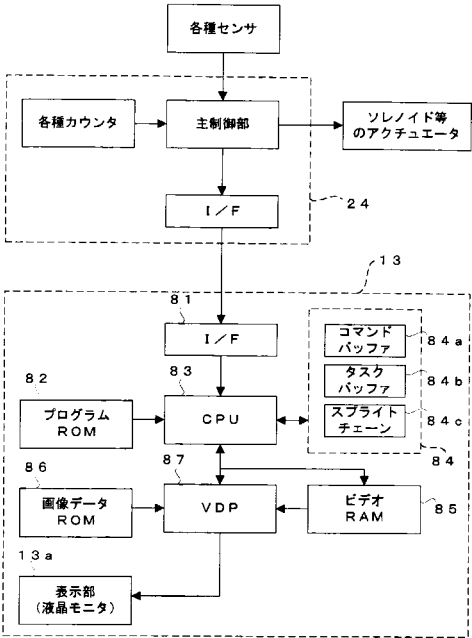 各種センサ
各種カウンタ
主制御部
ソレノイド等
のアクチュエータ
I／F
24
13
81
I／F
コマンド
バッファ
84a
82
83
タスク
バッファ
84b
プログラム
ROM
CPU
スプライト
チェーン
84c
84
86
87
画像データ
ROM
VDP
ビデオ
RAM
85
13a
表示部
(液晶モニタ)